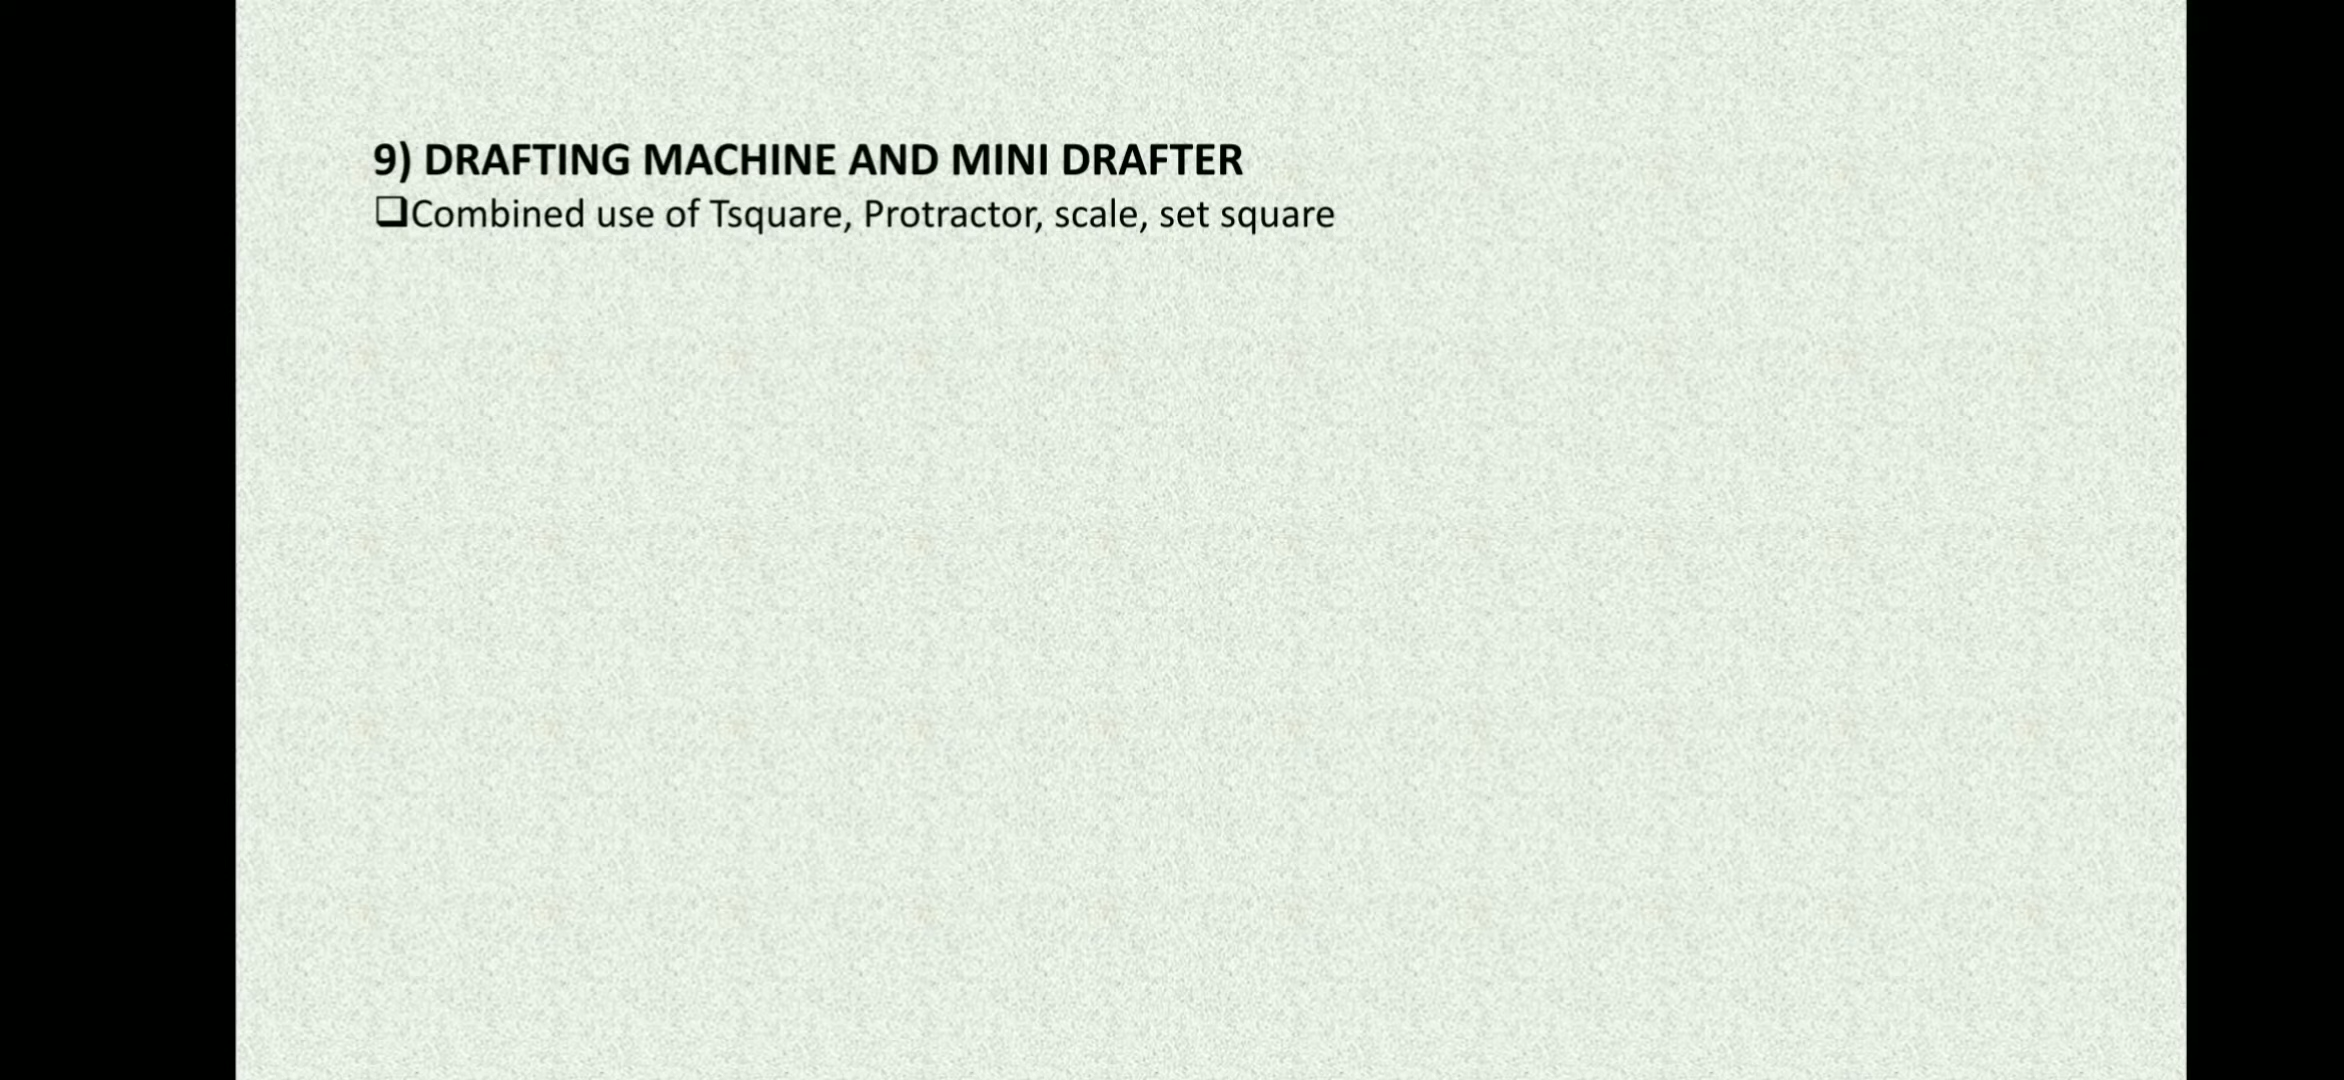 9) DRAFTING MACHINE AND MINI DRAFTER
❑Combined use of Tsquare, Protractor, scale, set square